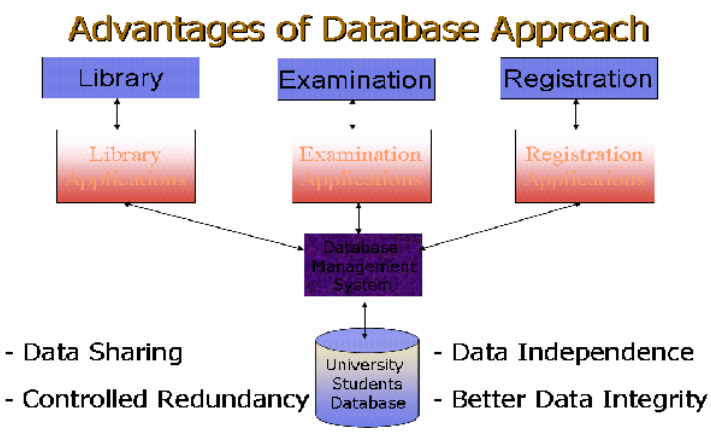 Advantages of Database Approach
Library
Examination
Registration
Library
Applications
Examination
Applications
Registration
Applications
Database
Management
System
- Data Sharing
- Controlled Redundancy
University
Students
Database
- Data Independence
- Better Data Integrity